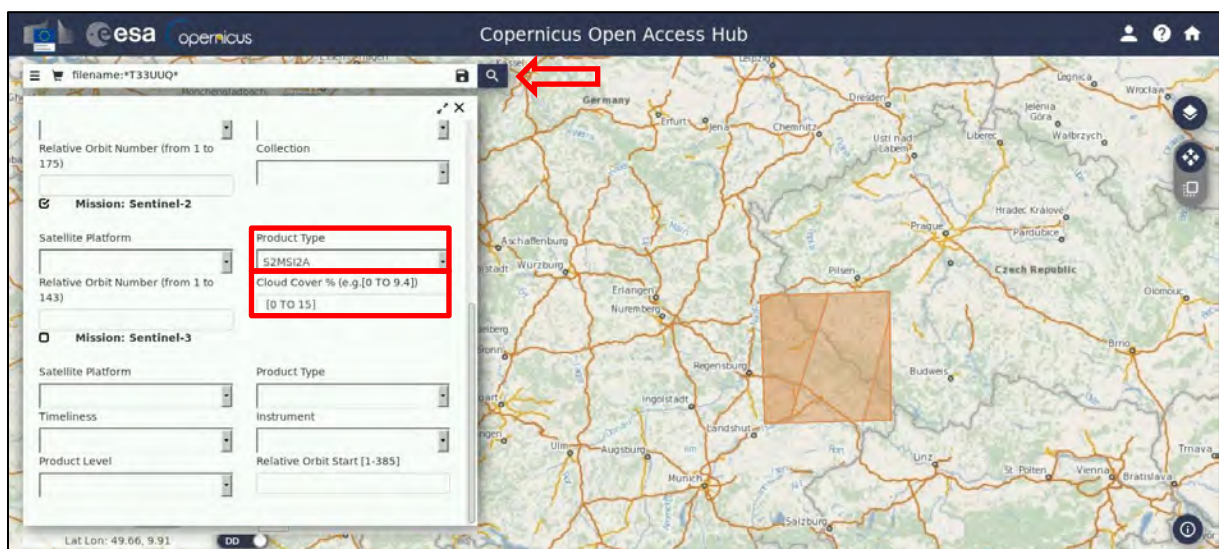 esa opernicus
Copernicus Open Access Hub
filename:*T33UUQ*
Relative Orbit Number (from 1 to
175)
Collection
Mission: Sentinel-2
Satellite Platform
Product Type
S2MSI2A
Relative Orbit Number (from 1 to
143)
Cloud Cover % (e.g.[0 TO 9.4])
[0 TO 15]
Mission: Sentinel-3
Satellite Platform
Product Type
Timeliness
Instrument
Product Level
Relative Orbit Start [1-385]
Lat Lon: 49.66, 9.91
DD
Kassel
Leipzig
Mönchengladbach
Germany
Erfurt
Jena
Chemnitz
Dresden
Legnica
Wrocław
Jelenia
Góra
Wałbrzych
Ústí nad
Labem
Liberec
Hradec Králové
Prague
Pardubice
Aschaffenburg
Würzburg
Pilsen
Czech Republic
Olomouc
Erlangen
Nuremberg
Brno
Regensburg
Budweis
Ingolstadt
Landshut
Ulm
Augsburg
Linz
St. Pölten
Vienna
Trnava
Bratislava
Munich
Salzburg